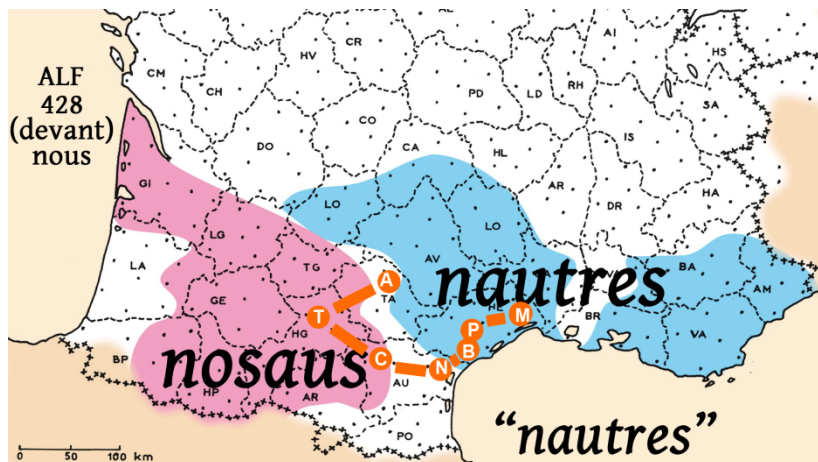 ALF
428
(devant)
nous
HV
CR
AI
HS
CM
CH
PD
LD
RH
SA
CO
IS
DO
CA
HL
GI
AR
HA
LO
DR
LO
LG
AV
TG
BA
LA
A
nautres
AM
GE
TA
T
P
M
BR
HG
VA
nosaus
C
B
BP
N
AU
HP
AR
PO
"nautres"
0 50 100 km